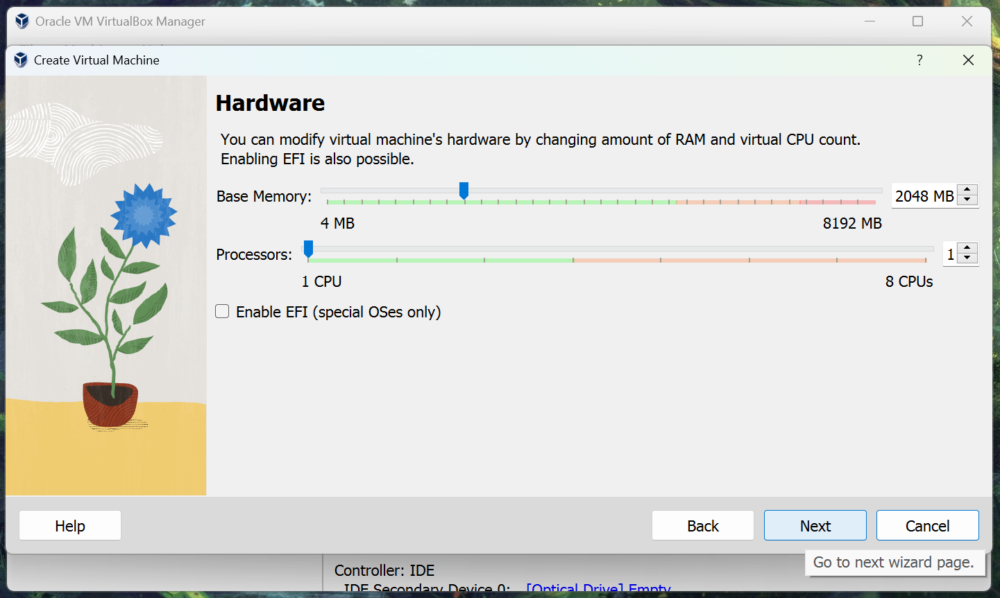 Oracle VM VirtualBox Manager
Create Virtual Machine
?
Hardware
You can modify virtual machine's hardware by changing amount of RAM and virtual CPU count.
Enabling EFI is also possible.
Base Memory:
2048 MB
4 MB
8192 MB
Processors:
1
1 CPU
8 CPUs
Enable EFI (special OSes only)
Help
Back
Next
Cancel
Go to next wizard page.
Controller: IDE
IDE Secondary Device 0: [Optical Drive] Empty